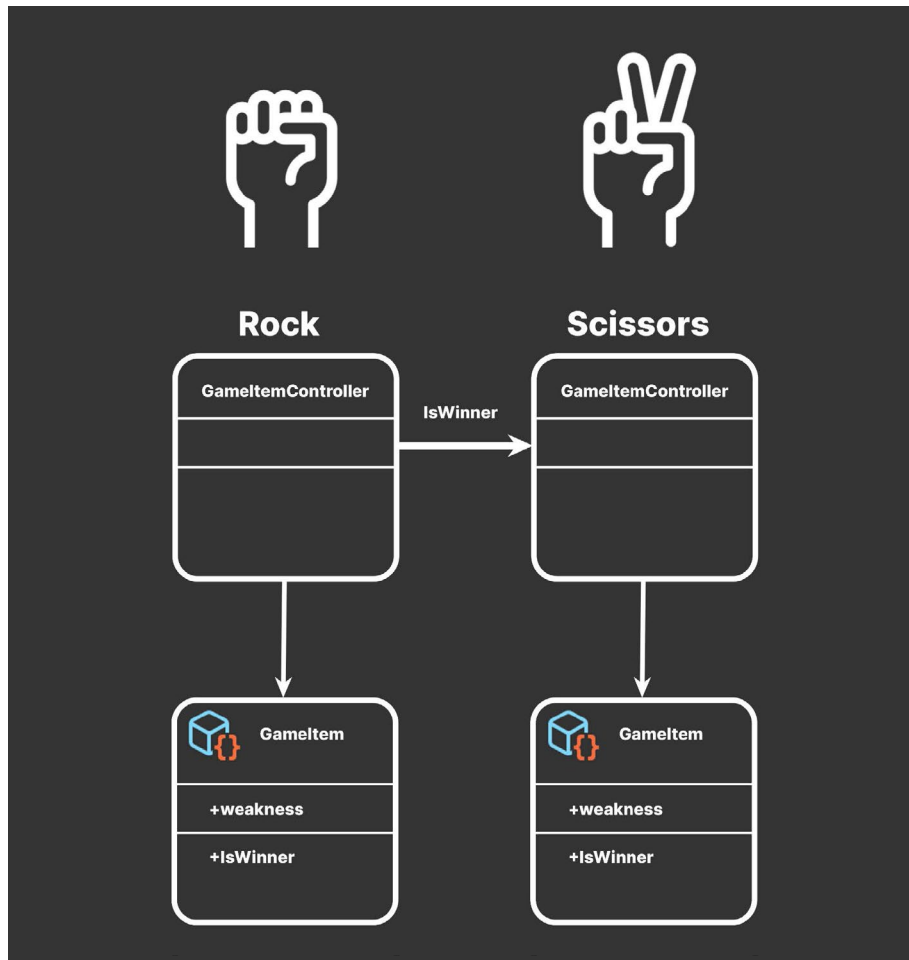 Rock
Scissors
GameItemController
GameItemController
IsWinner
GameItem
GameItem
+weakness
+weakness
+IsWinner
+IsWinner